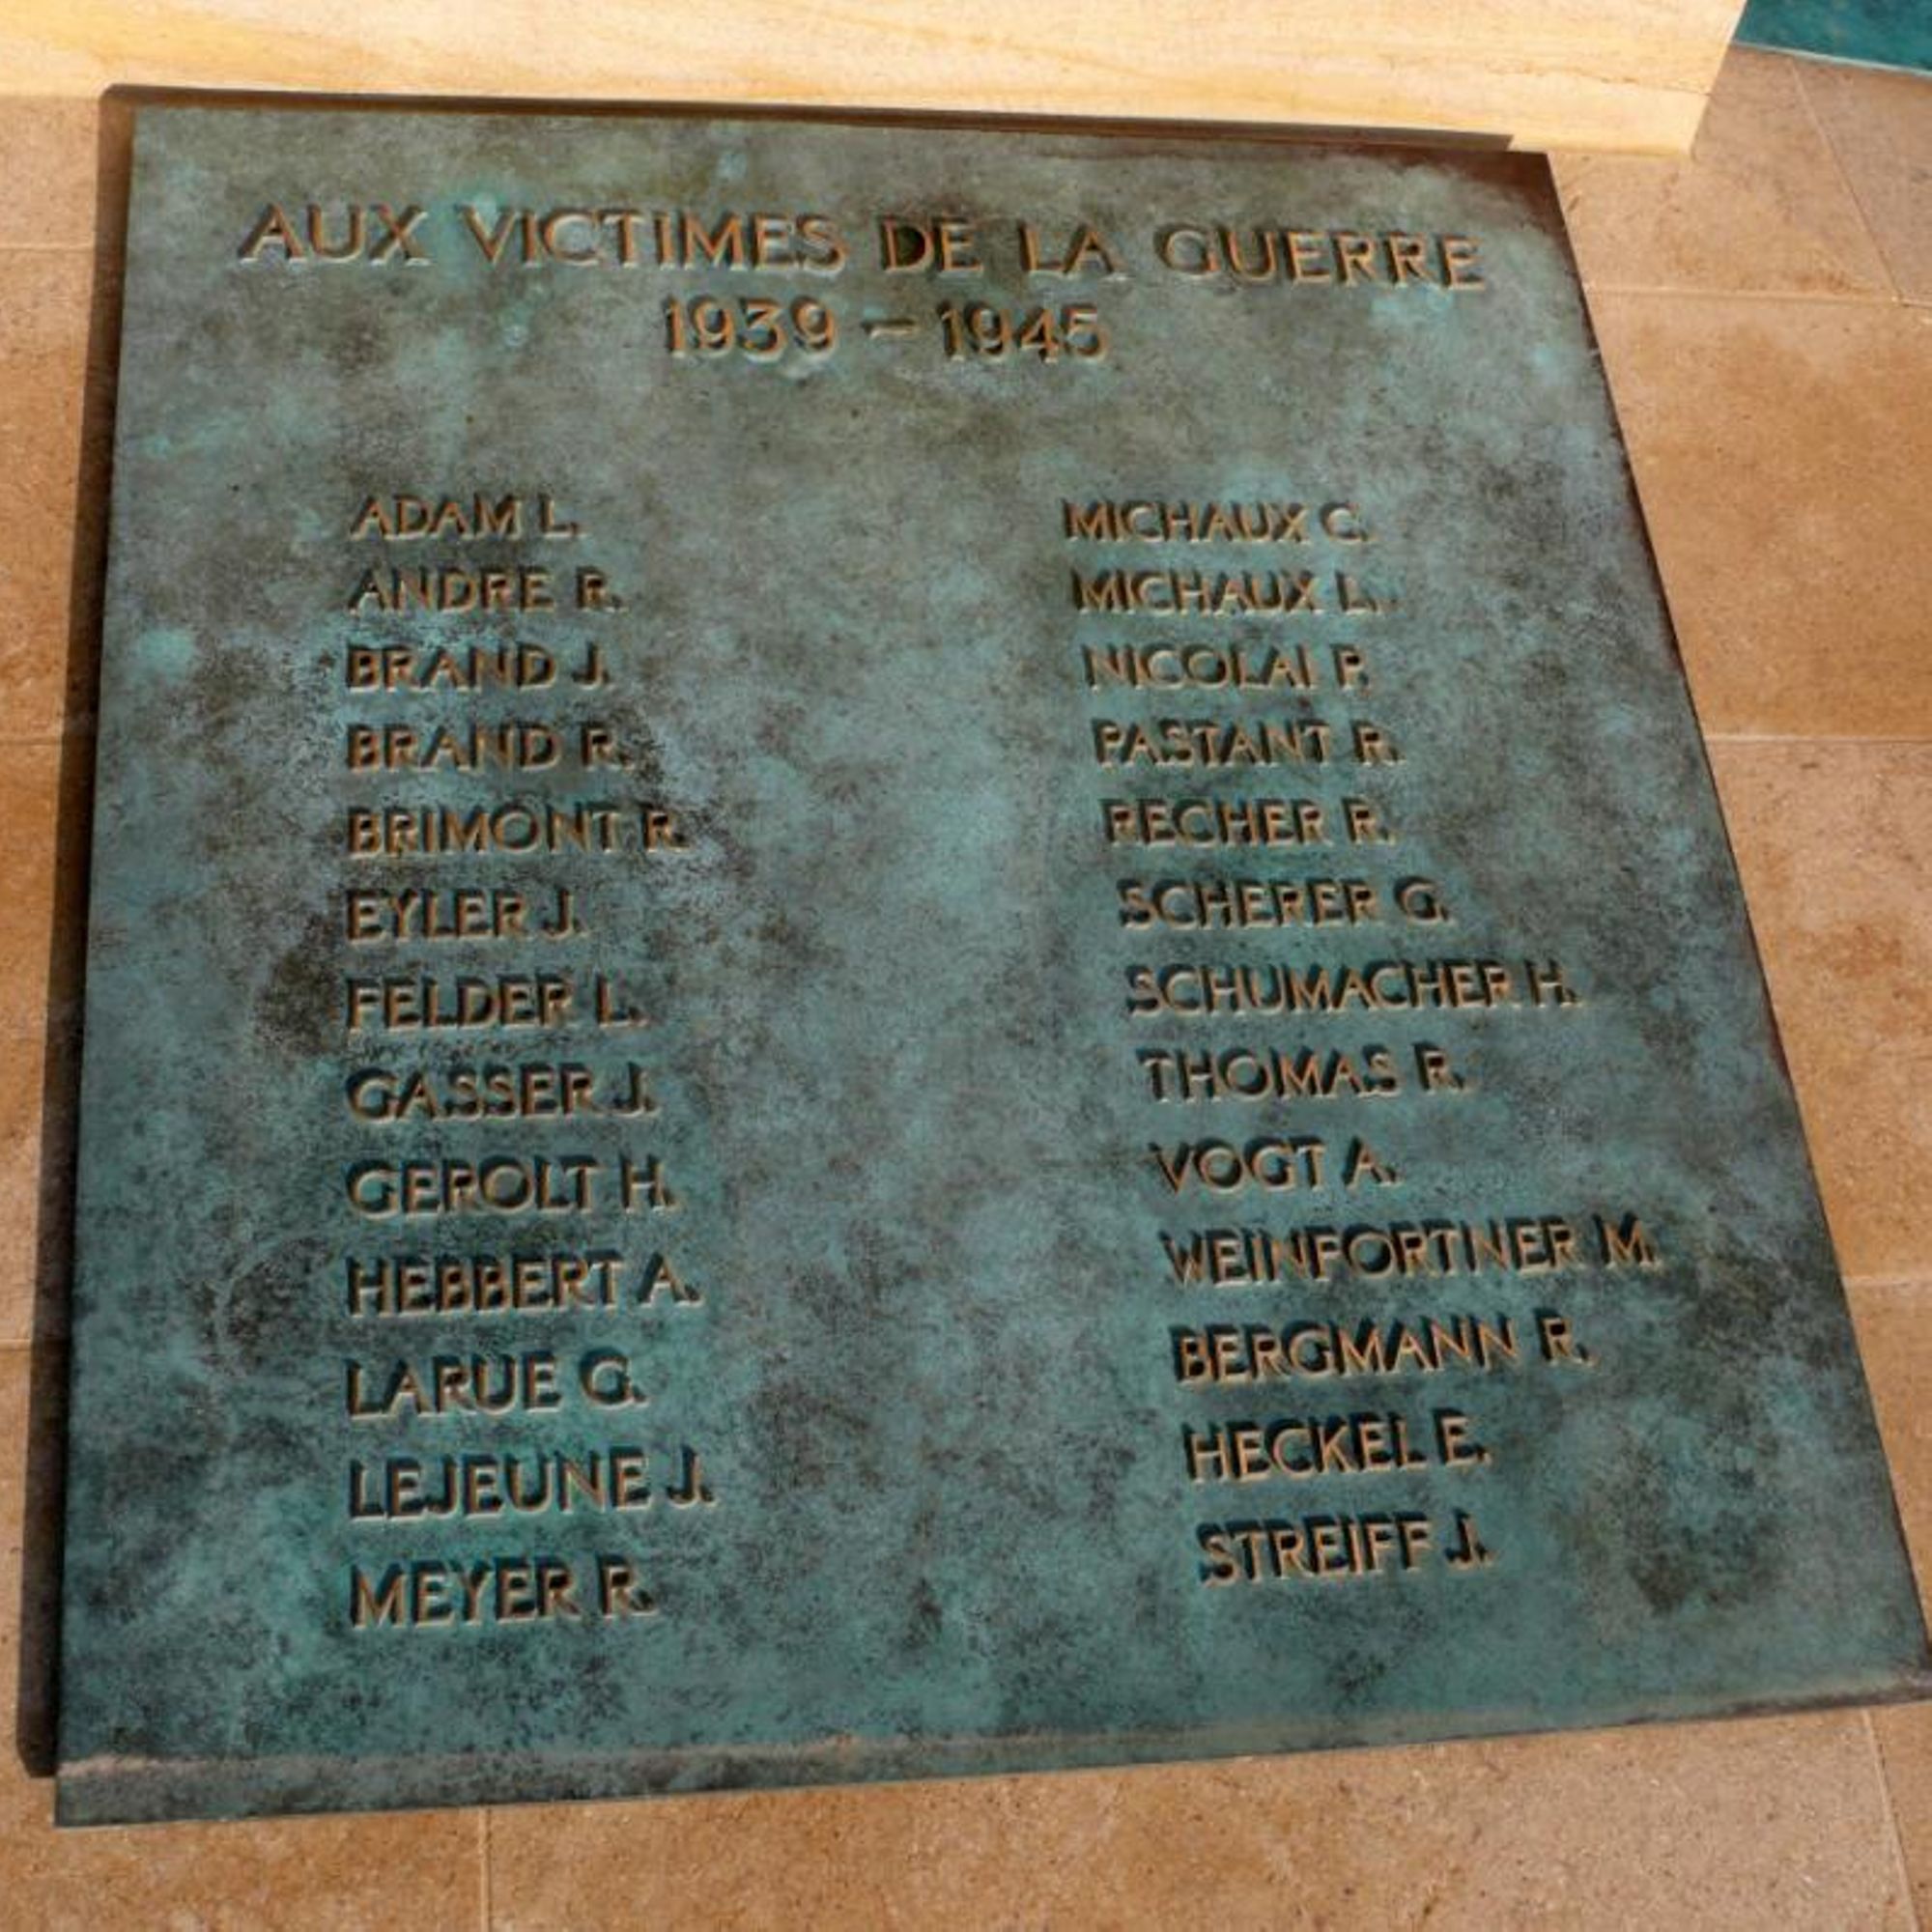 AUX VICTIMES DE LA GUERRE
1939 - 1945
ADAM L.
ANDRE R.
BRAND J.
BRAND R.
BRIMONT R.
EYLER J.
FELDER L.
GASSER J.
GEROLT H.
HEBBERT A.
LARUE G.
LEJEUNE J.
MEYER R.
MICHAUX C.
MICHAUX L.
NICOLAI P.
PASTANT R.
RECHER R.
SCHERER G.
SCHUMACHER H.
THOMAS R.
VOGT A.
WEINFORTNER M.
BERGMANN R.
HECKEL E.
STREIFF J.